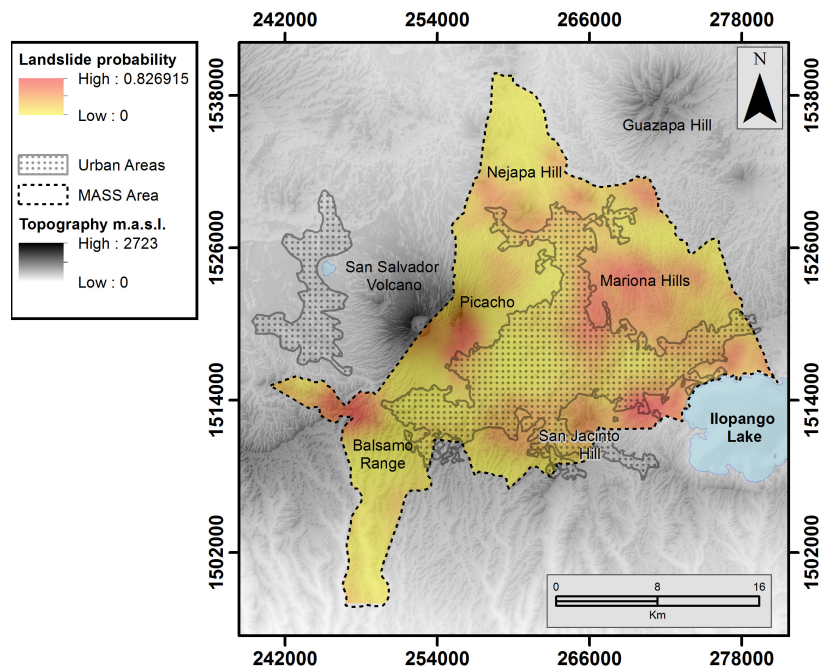 242000
254000
266000
278000
Landslide probability
High : 0.826915
Low : 0
Urban Areas
MASS Area
Topography m.a.s.l.
High : 2723
Low : 0
1538000
1526000
1514000
1502000
N
Guazapa Hill
Nejapa Hill
San Salvador
Volcano
Mariona Hills
Picacho
Ilopango
Lake
San Jacinto
Hill
Balsamo
Range
1538000
1526000
1514000
1502000
0 8 16
Km
242000
254000
266000
278000